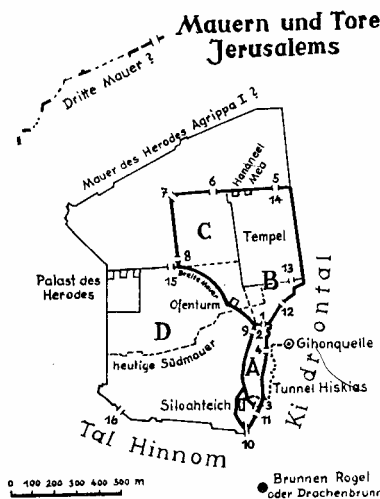 Mauern und Tore
Jerusalems
Dritte Mauer ?
Mauer des Herodes Agrippa I ?
Hananeel
Mea
7
6
5
14
C
Tempel
8
15
Breite Mauer
B
13
Palast des
Herodes
Ofenturm
12
D
1
9
2
4
Gihonquelle
heutige Südmauer
A
Kidrontal
Tunnel Hiskias
Siloahteich
3
11
16
10
Tal Hinnom
0 100 200 300 400 500 m
Brunnen Rogel
oder Drachenbrunn